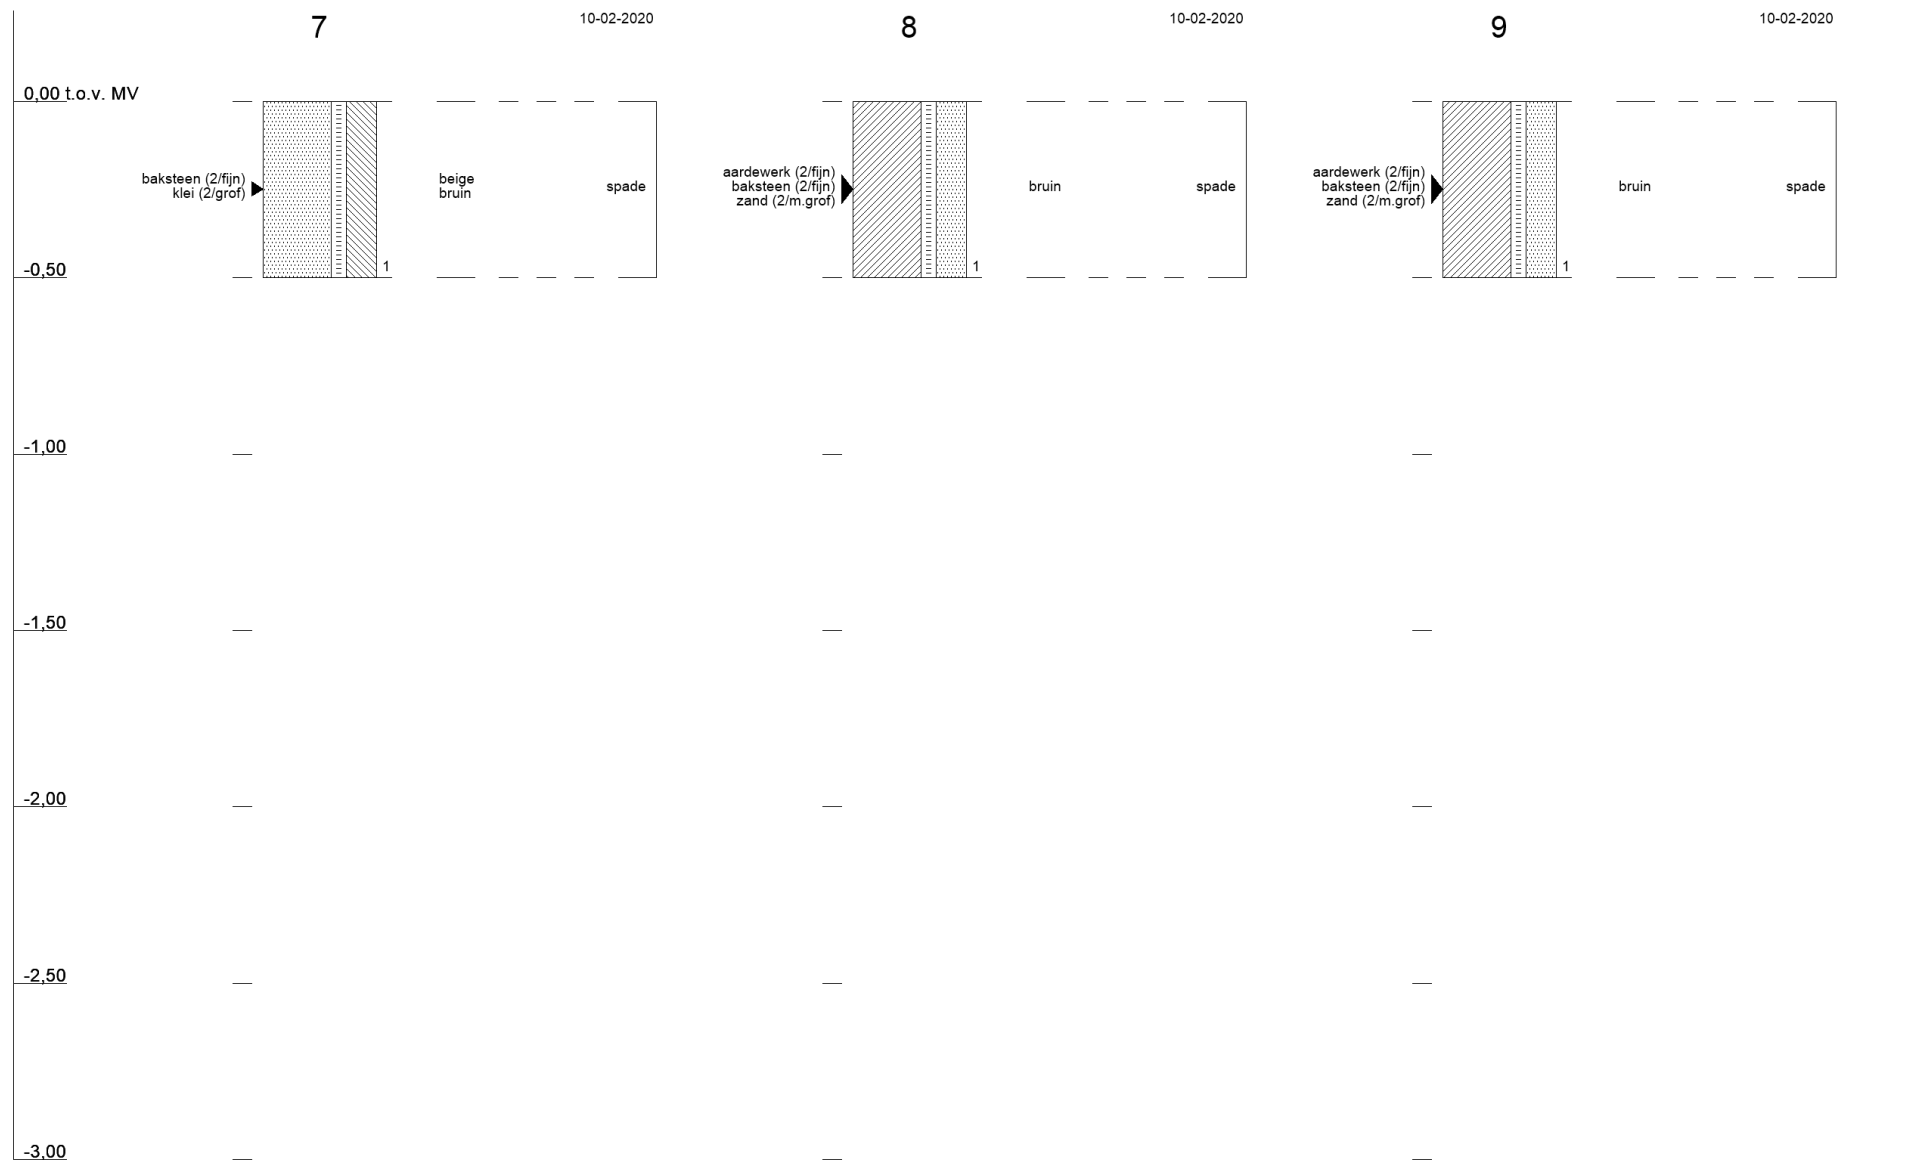 7
10-02-2020
8
10-02-2020
9
10-02-2020
0,00 t.o.v. MV
baksteen (2/fijn)
klei (2/grof)
beige
bruin
spade
1
aardewerk (2/fijn)
baksteen (2/fijn)
zand (2/m.grof)
bruin
spade
1
aardewerk (2/fijn)
baksteen (2/fijn)
zand (2/m.grof)
bruin
spade
1
-0,50
-1,00
-1,50
-2,00
-2,50
-3,00